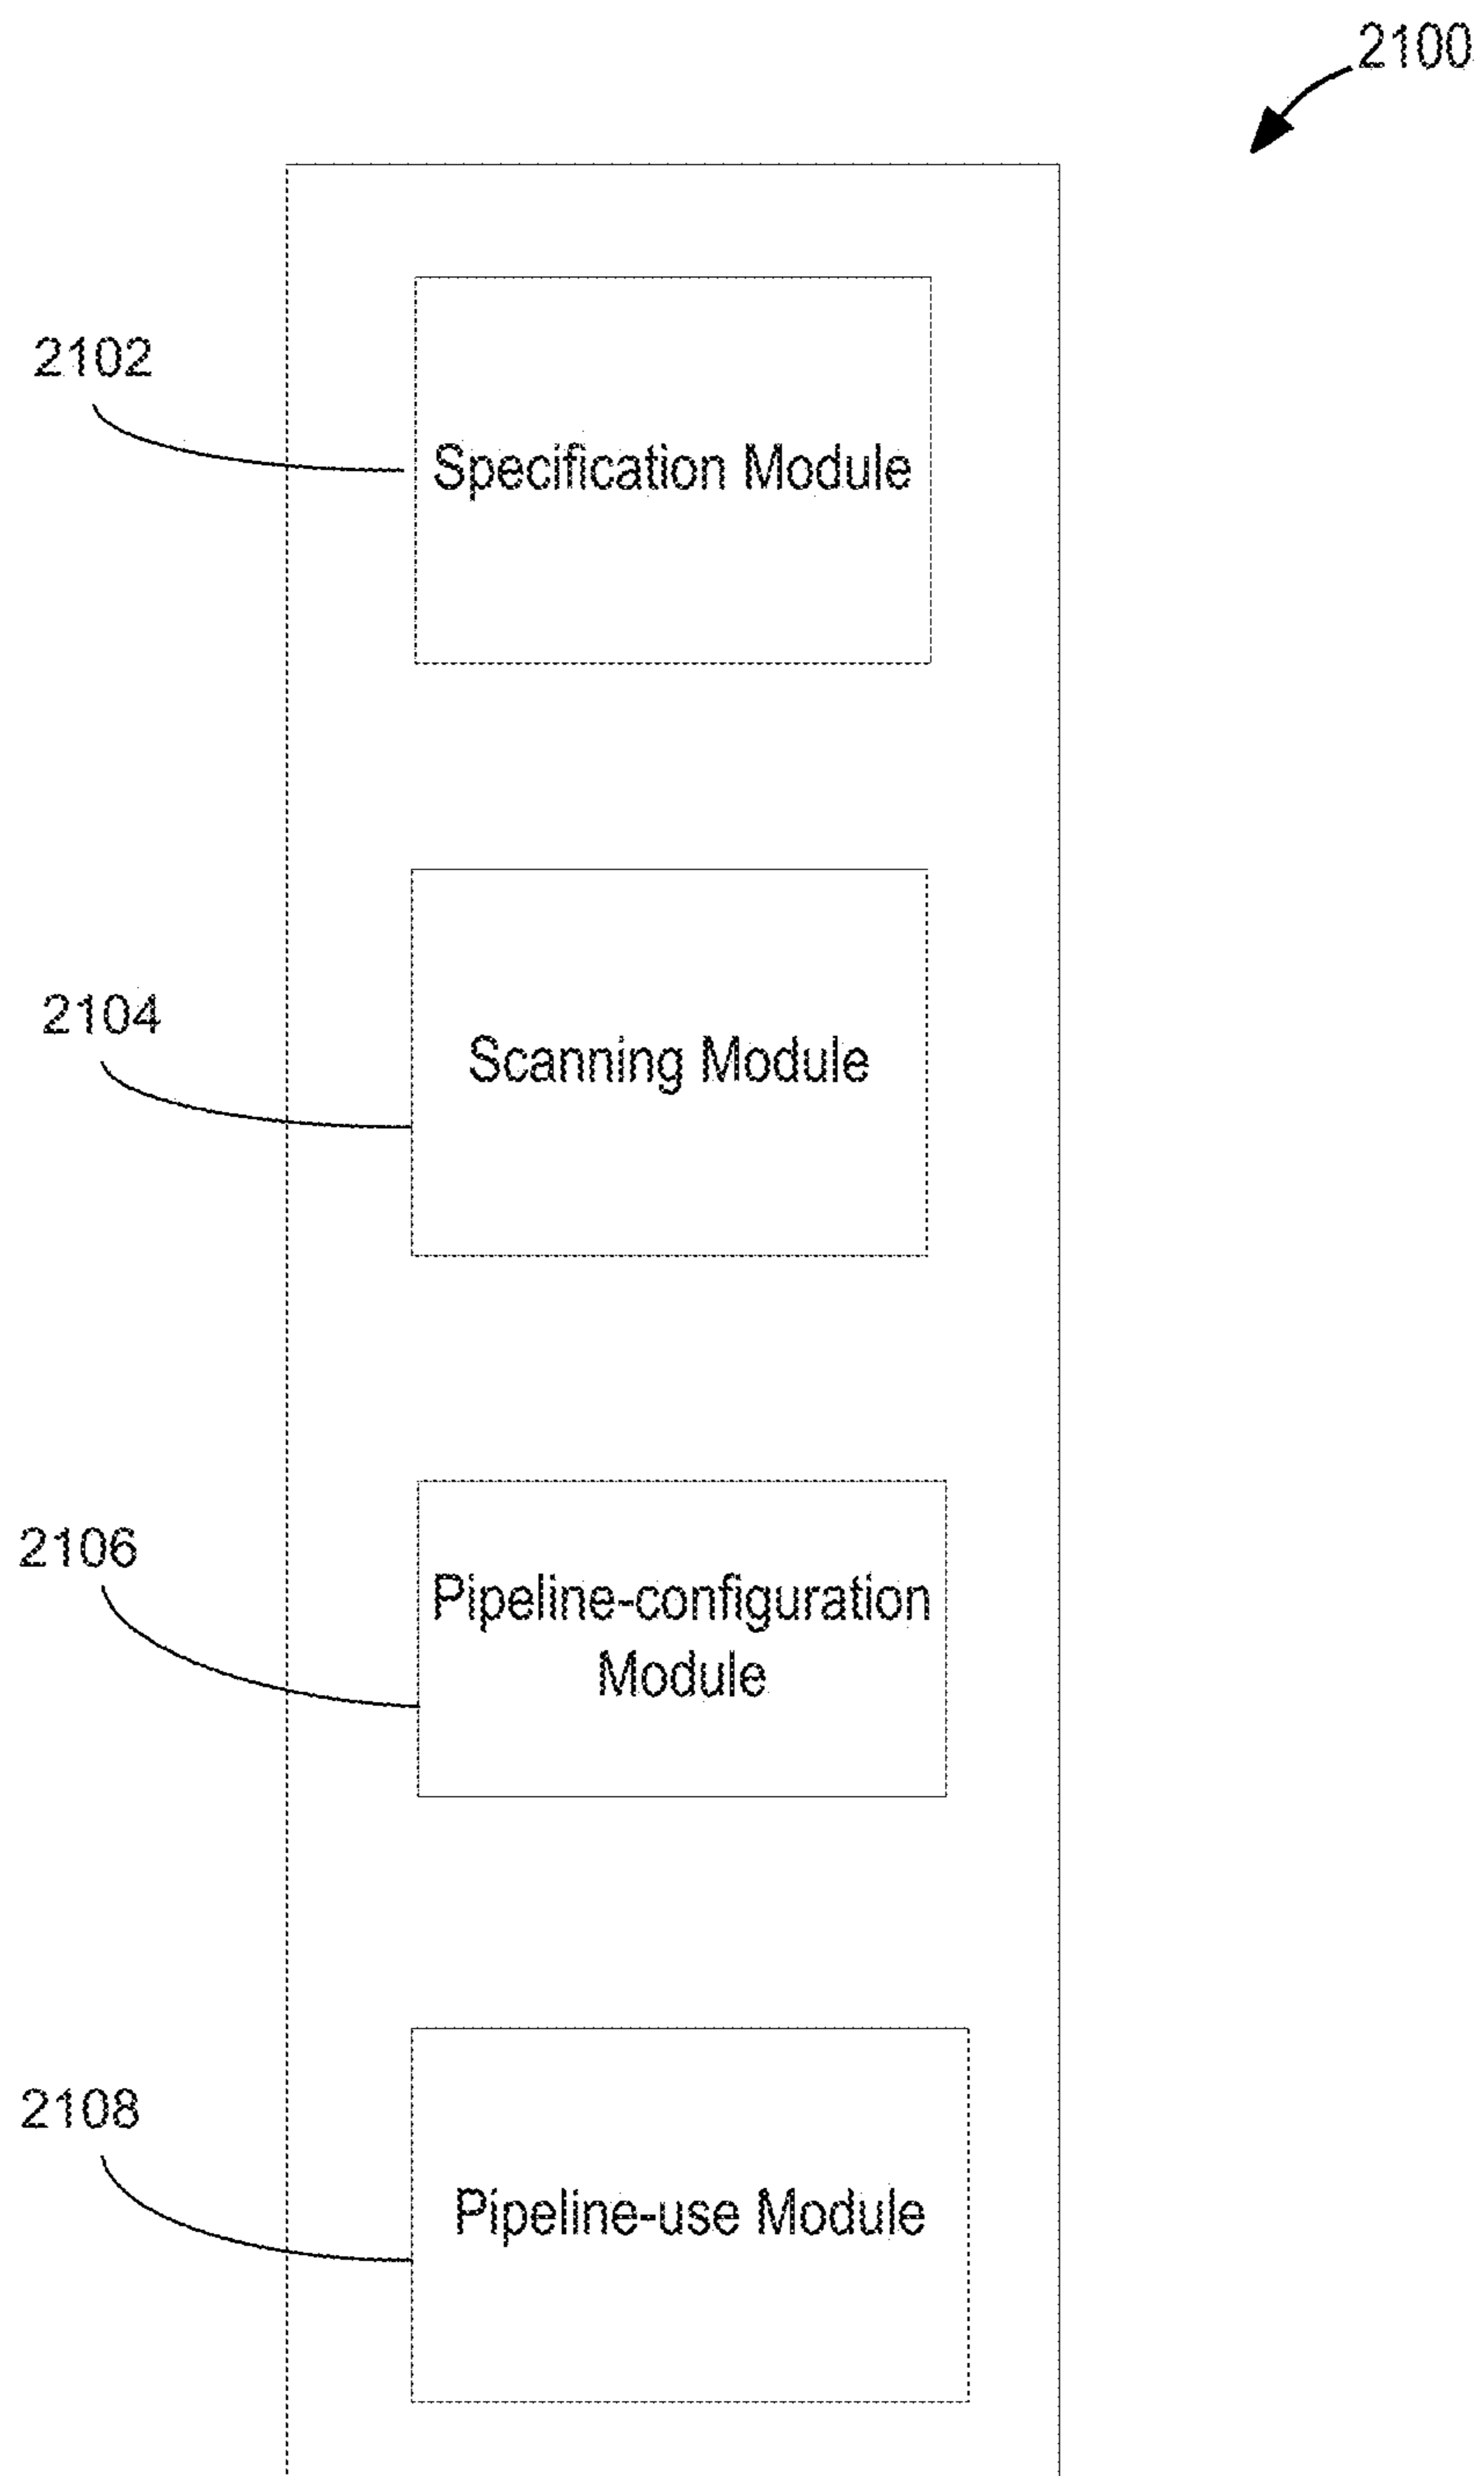 2100
2102
Specification Module
2104
Scanning Module
2106
Pipeline-configuration
Module
2108
Pipeline-use Module